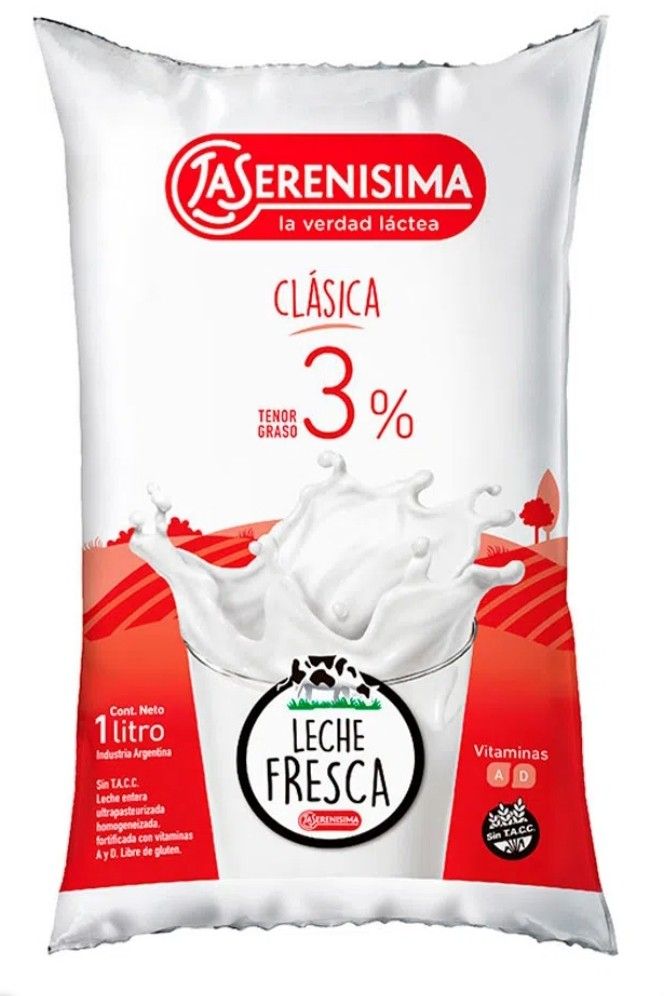 LASERENISIMA
la verdad láctea
CLÁSICA
TENOR
GRASO
3%
Cont. Neto
1 litro
Industria Argentina
Sin T.A.C.C.
Leche entera
ultrapasteurizada
homogeneizada,
fortificada con vitaminas
A y D. Libre de gluten.
LECHE
FRESCA
LASERENISIMA
Vitaminas
A D
Sin T.A.C.C.